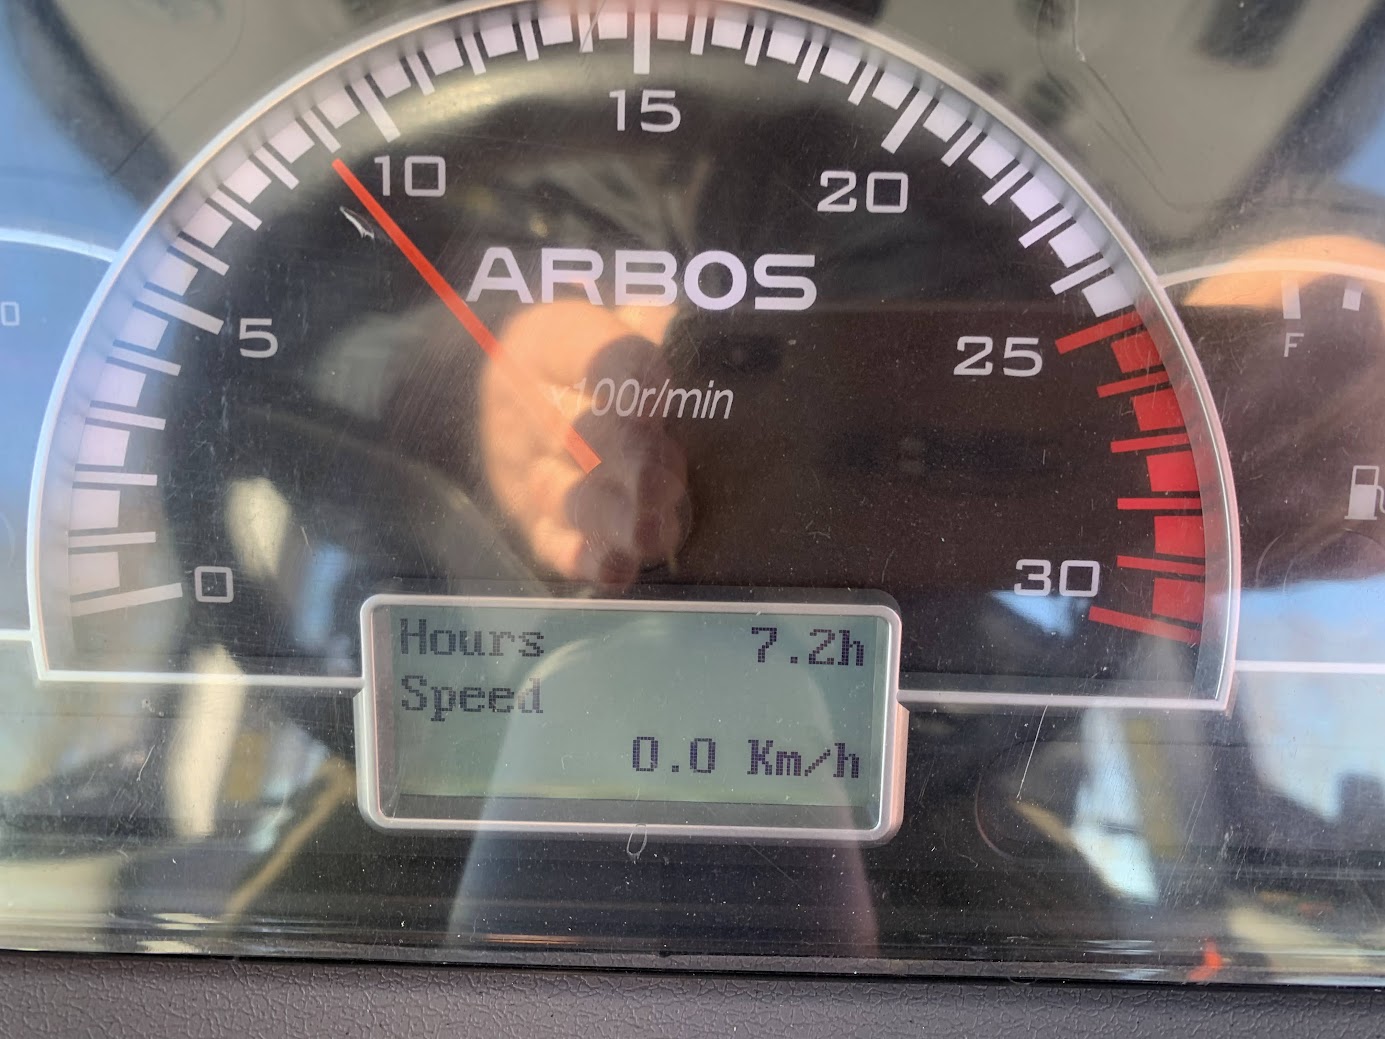 15
10
20
ARBOS
5
25
x100r/min
F
0
30
Hours 7.2h
Speed
0.0 Km/h